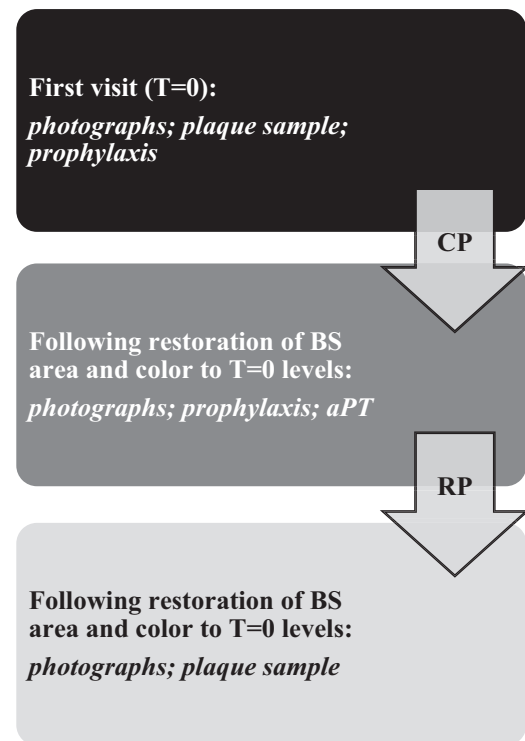 First visit (T=0):
photographs; plaque sample;
prophylaxis
CP
Following restoration of BS
area and color to T=0 levels:
photographs; prophylaxis; aPT
RP
Following restoration of BS
area and color to T=0 levels:
photographs; plaque sample